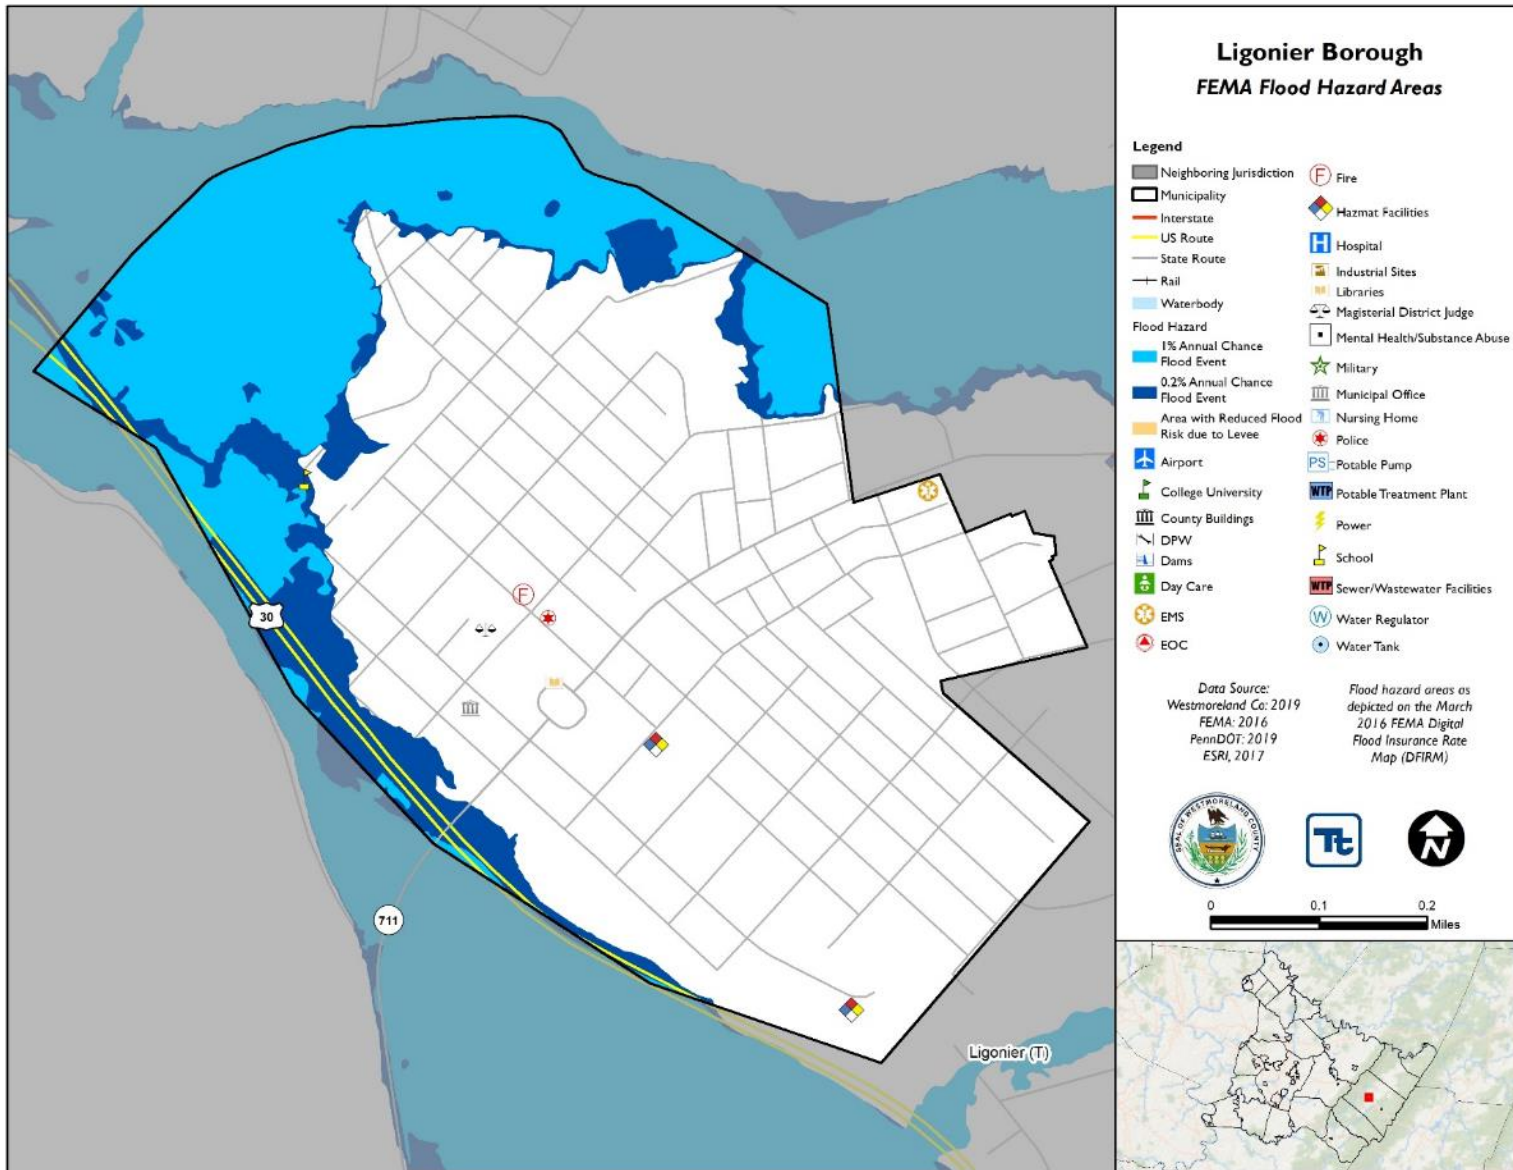 Ligonier Borough
FEMA Flood Hazard Areas
Legend
Neighboring Jurisdiction
Municipality
Interstate
US Route
State Route
Rail
Waterbody
Flood Hazard
1% Annual Chance
Flood Event
0.2% Annual Chance
Flood Event
Area with Reduced Flood
Risk due to Levee
Airport
College University
County Buildings
DPW
Dams
Day Care
EMS
EOC
F Fire
Hazmat Facilities
H Hospital
Industrial Sites
Libraries
Magisterial District Judge
Mental Health/Substance Abuse
Military
Municipal Office
Nursing Home
Police
PS Potable Pump
WTP Potable Treatment Plant
Power
School
WTP Sewer/Wastewater Facilities
W Water Regulator
Water Tank
Data Source:
Westmoreland Co: 2019
FEMA: 2016
PennDOT: 2019
ESRI, 2017
Flood hazard areas as
depicted on the March
2016 FEMA Digital
Flood Insurance Rate
Map (DFIRM)
SEAL OF WESTMORELAND COUNTY
Tt
N
0 0.1 0.2
Miles
F
30
711
Ligonier (T)